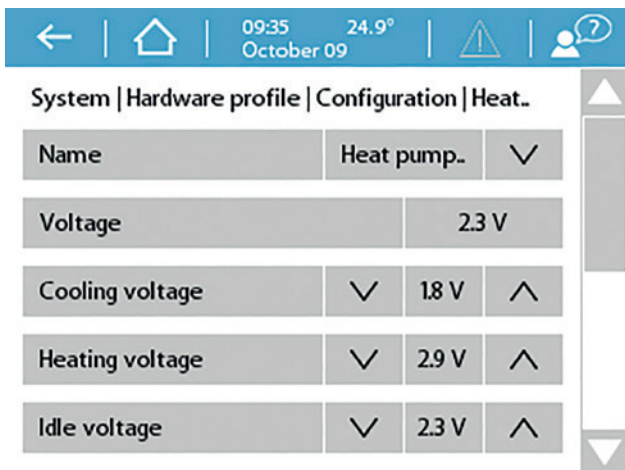 09:35 24.9°
October 09
?
System | Hardware profile | Configuration | Heat..
Name Heat pump..
Voltage 2.3 V
Cooling voltage 1.8 V
Heating voltage 2.9 V
Idle voltage 2.3 V